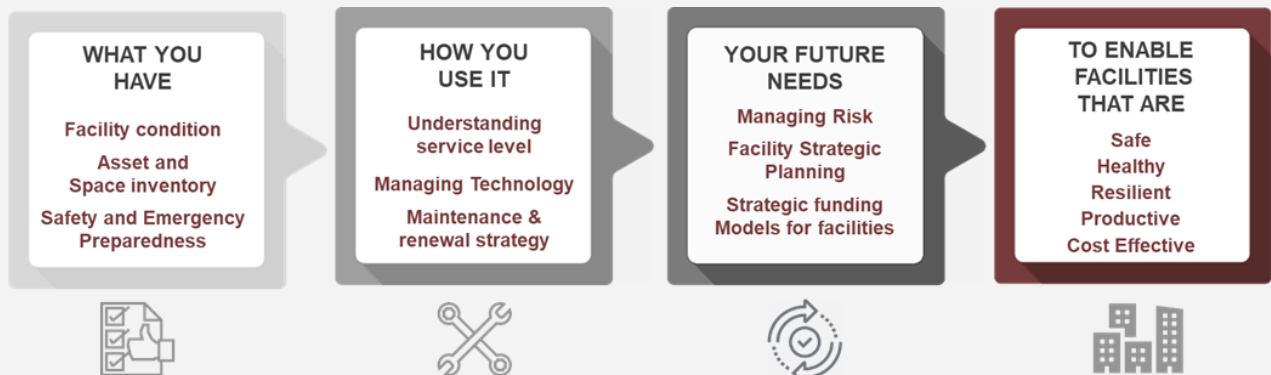 WHAT YOU
HAVE
Facility condition
Asset and
Space inventory
Safety and Emergency
Preparedness
HOW YOU
USE IT
Understanding
service level
Managing Technology
Maintenance &
renewal strategy
YOUR FUTURE
NEEDS
Managing Risk
Facility Strategic
Planning
Strategic funding
Models for facilities
TO ENABLE
FACILITIES
THAT ARE
Safe
Healthy
Resilient
Productive
Cost Effective